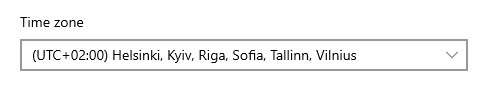 Time zone
(UTC+02:00) Helsinki, Kyiv, Riga, Sofia, Tallinn, Vilnius